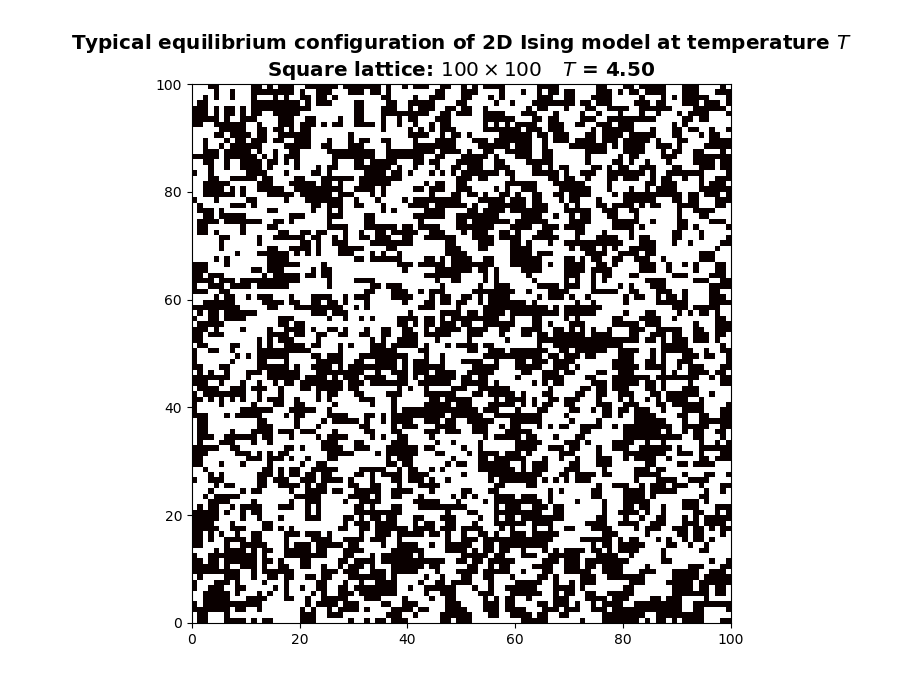 Typical equilibrium configuration of 2D Ising model at temperature T
Square lattice: 100 × 100 T = 4.50
100
80
60
40
20
0
0 20 40 60 80 100